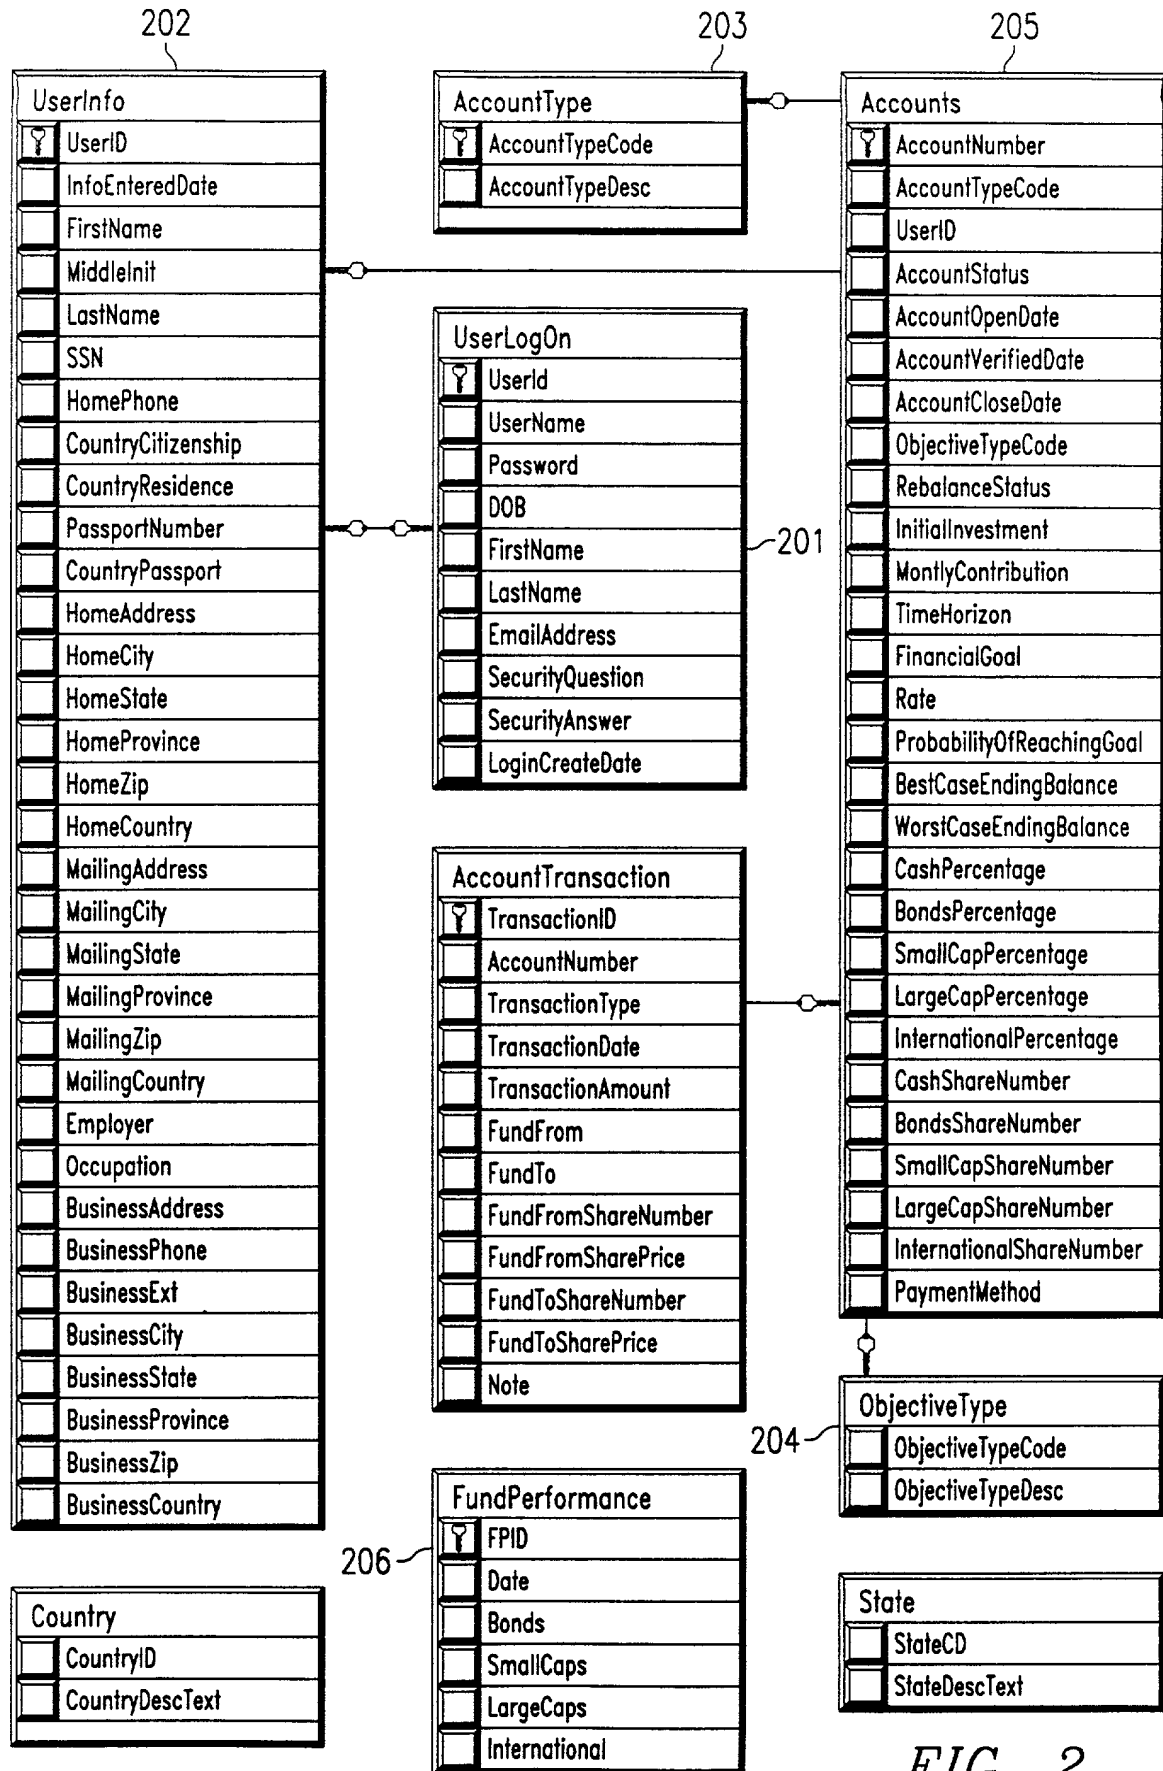 202
UserInfo
UserID
InfoEnteredDate
FirstName
MiddleInit
LastName
SSN
HomePhone
CountryCitizenship
CountryResidence
PassportNumber
CountryPassport
HomeAddress
HomeCity
HomeState
HomeProvince
HomeZip
HomeCountry
MailingAddress
MailingCity
MailingState
MailingProvince
MailingZip
MailingCountry
Employer
Occupation
BusinessAddress
BusinessPhone
BusinessExt
BusinessCity
BusinessState
BusinessProvince
BusinessZip
BusinessCountry
Country
CountryID
CountryDescText
203
AccountType
AccountTypeCode
AccountTypeDesc
UserLogOn
UserId
UserName
Password
DOB
FirstName
LastName
EmailAddress
SecurityQuestion
SecurityAnswer
LoginCreateDate
201
AccountTransaction
TransactionID
AccountNumber
TransactionType
TransactionDate
TransactionAmount
FundFrom
FundTo
FundFromShareNumber
FundFromSharePrice
FundToShareNumber
FundToSharePrice
Note
206
FundPerformance
FPID
Date
Bonds
SmallCaps
LargeCaps
International
205
Accounts
AccountNumber
AccountTypeCode
UserID
AccountStatus
AccountOpenDate
AccountVerifiedDate
AccountCloseDate
ObjectiveTypeCode
RebalanceStatus
InitialInvestment
MontlyContribution
TimeHorizon
FinancialGoal
Rate
ProbabilityOfReachingGoal
BestCaseEndingBalance
WorstCaseEndingBalance
CashPercentage
BondsPercentage
SmallCapPercentage
LargeCapPercentage
InternationalPercentage
CashShareNumber
BondsShareNumber
SmallCapShareNumber
LargeCapShareNumber
InternationalShareNumber
PaymentMethod
204
ObjectiveType
ObjectiveTypeCode
ObjectiveTypeDesc
State
StateCD
StateDescText
FIG. 2